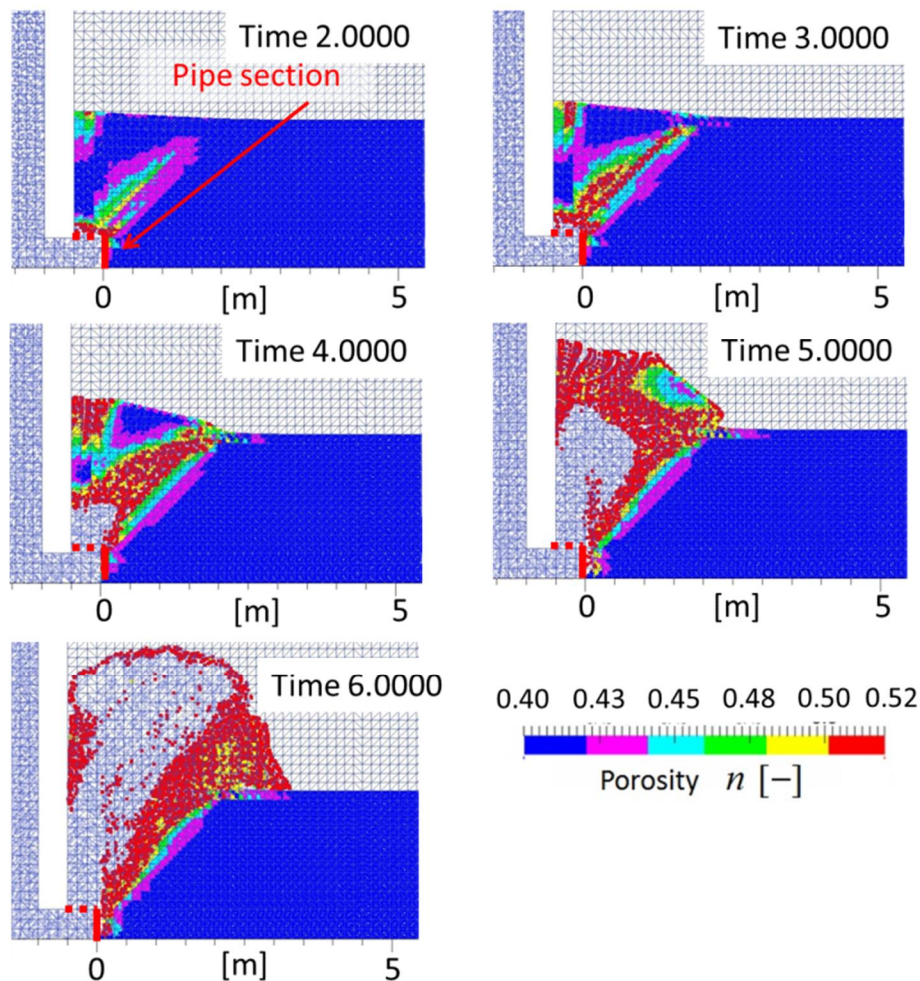 Time 2.0000
Pipe section
0 [m] 5
Time 3.0000
0 [m] 5
Time 4.0000
0 [m] 5
Time 5.0000
0 [m] 5
Time 6.0000
0 [m] 5
0.40 0.43 0.45 0.48 0.50 0.52
Porosity n [−]